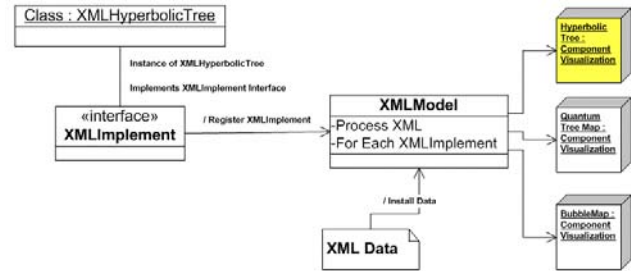 Class : XMLHyperbolicTree
Instance of XMLHyperbolicTree
Implements XMLImplement Interface
«interface»
XMLImplement
/ Register XMLImplement
XMLModel
-Process XML
-For Each XMLImplement
/ Install Data
XML Data
Hyperbolic
Tree :
Component
Visualization
Quantum
Tree Map :
Component
Visualization
BubbleMap :
Component
Visualization